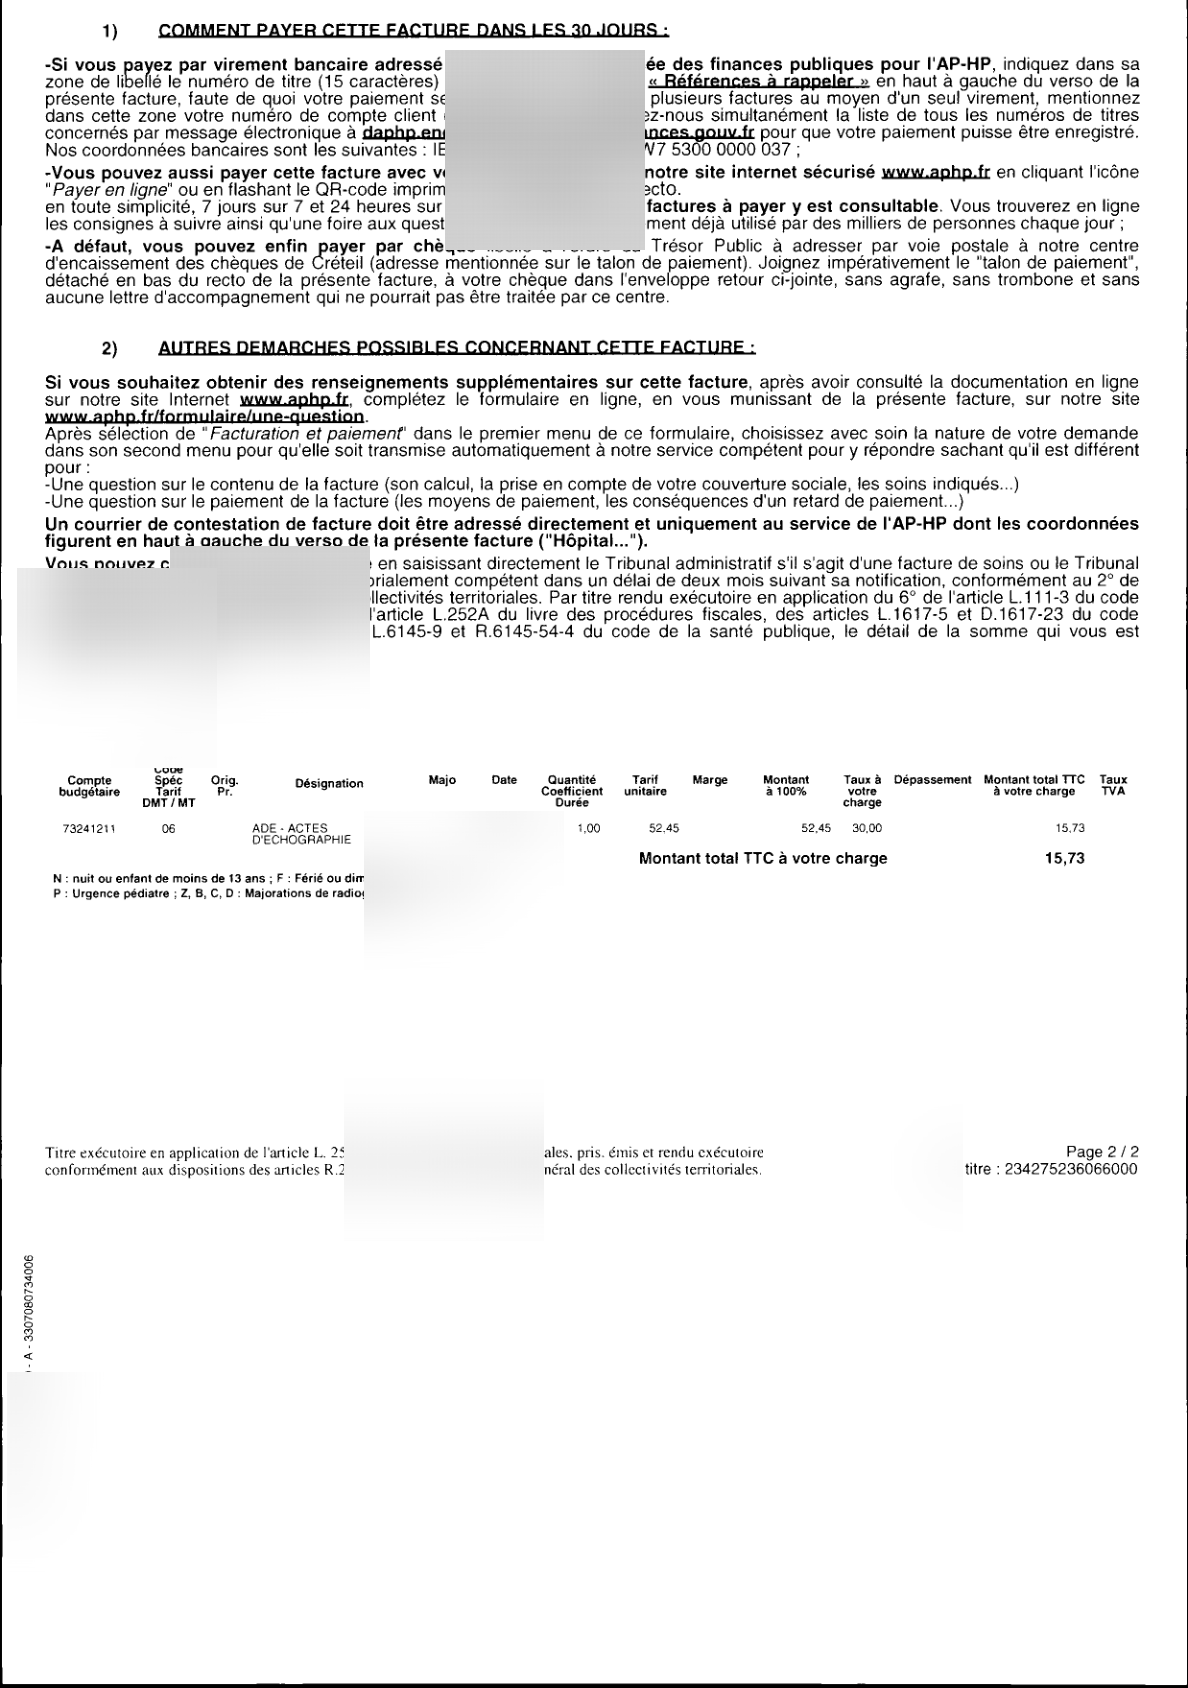 1) COMMENT PAYER CETTE FACTURE DANS LES 30 JOURS :
-Si vous payez par virement bancaire adressé ée des finances publiques pour l'AP-HP, indiquez dans sa
zone de libellé le numéro de titre (15 caractères) « Références à rappeler » en haut à gauche du verso de la
présente facture, faute de quoi votre paiement se plusieurs factures au moyen d'un seul virement, mentionnez
dans cette zone votre numéro de compte client ez-nous simultanément la liste de tous les numéros de titres
concernés par message électronique à daphp.en nces.gouv.fr pour que votre paiement puisse être enregistré.
Nos coordonnées bancaires sont les suivantes : 5300 0000 037 ;
-Vous pouvez aussi payer cette facture avec v notre site internet sécurisé www.aphp.fr en cliquant l'icône
"Payer en ligne" ou en flashant le QR-code imprim ecto.
en toute simplicité, 7 jours sur 7 et 24 heures sur factures à payer y est consultable. Vous trouverez en ligne
les consignes à suivre ainsi qu'une foire aux quest ment déjà utilisé par des milliers de personnes chaque jour ;
-A défaut, vous pouvez enfin payer par chè Trésor Public à adresser par voie postale à notre centre
d'encaissement des chèques de Créteil (adresse mentionnée sur le talon de paiement). Joignez impérativement le "talon de paiement",
détaché en bas du recto de la présente facture, à votre chèque dans l'enveloppe retour ci-jointe, sans agrafe, sans trombone et sans
aucune lettre d'accompagnement qui ne pourrait pas être traitée par ce centre.
2) AUTRES DEMARCHES POSSIBLES CONCERNANT CETTE FACTURE :
Si vous souhaitez obtenir des renseignements supplémentaires sur cette facture, après avoir consulté la documentation en ligne
sur notre site Internet www.aphp.fr, complétez le formulaire en ligne, en vous munissant de la présente facture, sur notre site
www.aphp.fr/formulaire/une-question.
Après sélection de "Facturation et paiement" dans le premier menu de ce formulaire, choisissez avec soin la nature de votre demande
dans son second menu pour qu'elle soit transmise automatiquement à notre service compétent pour y répondre sachant qu'il est différent
pour :
-Une question sur le contenu de la facture (son calcul, la prise en compte de votre couverture sociale, les soins indiqués...)
-Une question sur le paiement de la facture (les moyens de paiement, les conséquences d'un retard de paiement...)
Un courrier de contestation de facture doit être adressé directement et uniquement au service de l'AP-HP dont les coordonnées
figurent en haut à gauche du verso de la présente facture ("Hôpital...").
Vous pouvez c en saisissant directement le Tribunal administratif s'il s'agit d'une facture de soins ou le Tribunal
orialement compétent dans un délai de deux mois suivant sa notification, conformément au 2° de
llectivités territoriales. Par titre rendu exécutoire en application du 6° de l'article L.111-3 du code
l'article L.252A du livre des procédures fiscales, des articles L.1617-5 et D.1617-23 du code
L.6145-9 et R.6145-54-4 du code de la santé publique, le détail de la somme qui vous est
Compte budgétaire Code Spéc Tarif DMT / MT Orig. Pr. Désignation Majo Date Quantité Coefficient Durée Tarif unitaire Marge Montant à 100% Taux à votre charge Dépassement Montant total TTC à votre charge Taux TVA
73241211 06 ADE - ACTES 1,00 52,45 52,45 30,00 15,73
D'ECHOGRAPHIE
Montant total TTC à votre charge 15,73
N : nuit ou enfant de moins de 13 ans ; F : Férié ou dim
P : Urgence pédiatre ; Z, B, C, D : Majorations de radio
Titre exécutoire en application de l'article L. 25 ales. pris. émis et rendu exécutoire Page 2 / 2
conformément aux dispositions des articles R.2 néral des collectivités territoriales. titre : 234275236066000
- A - 3307080734006